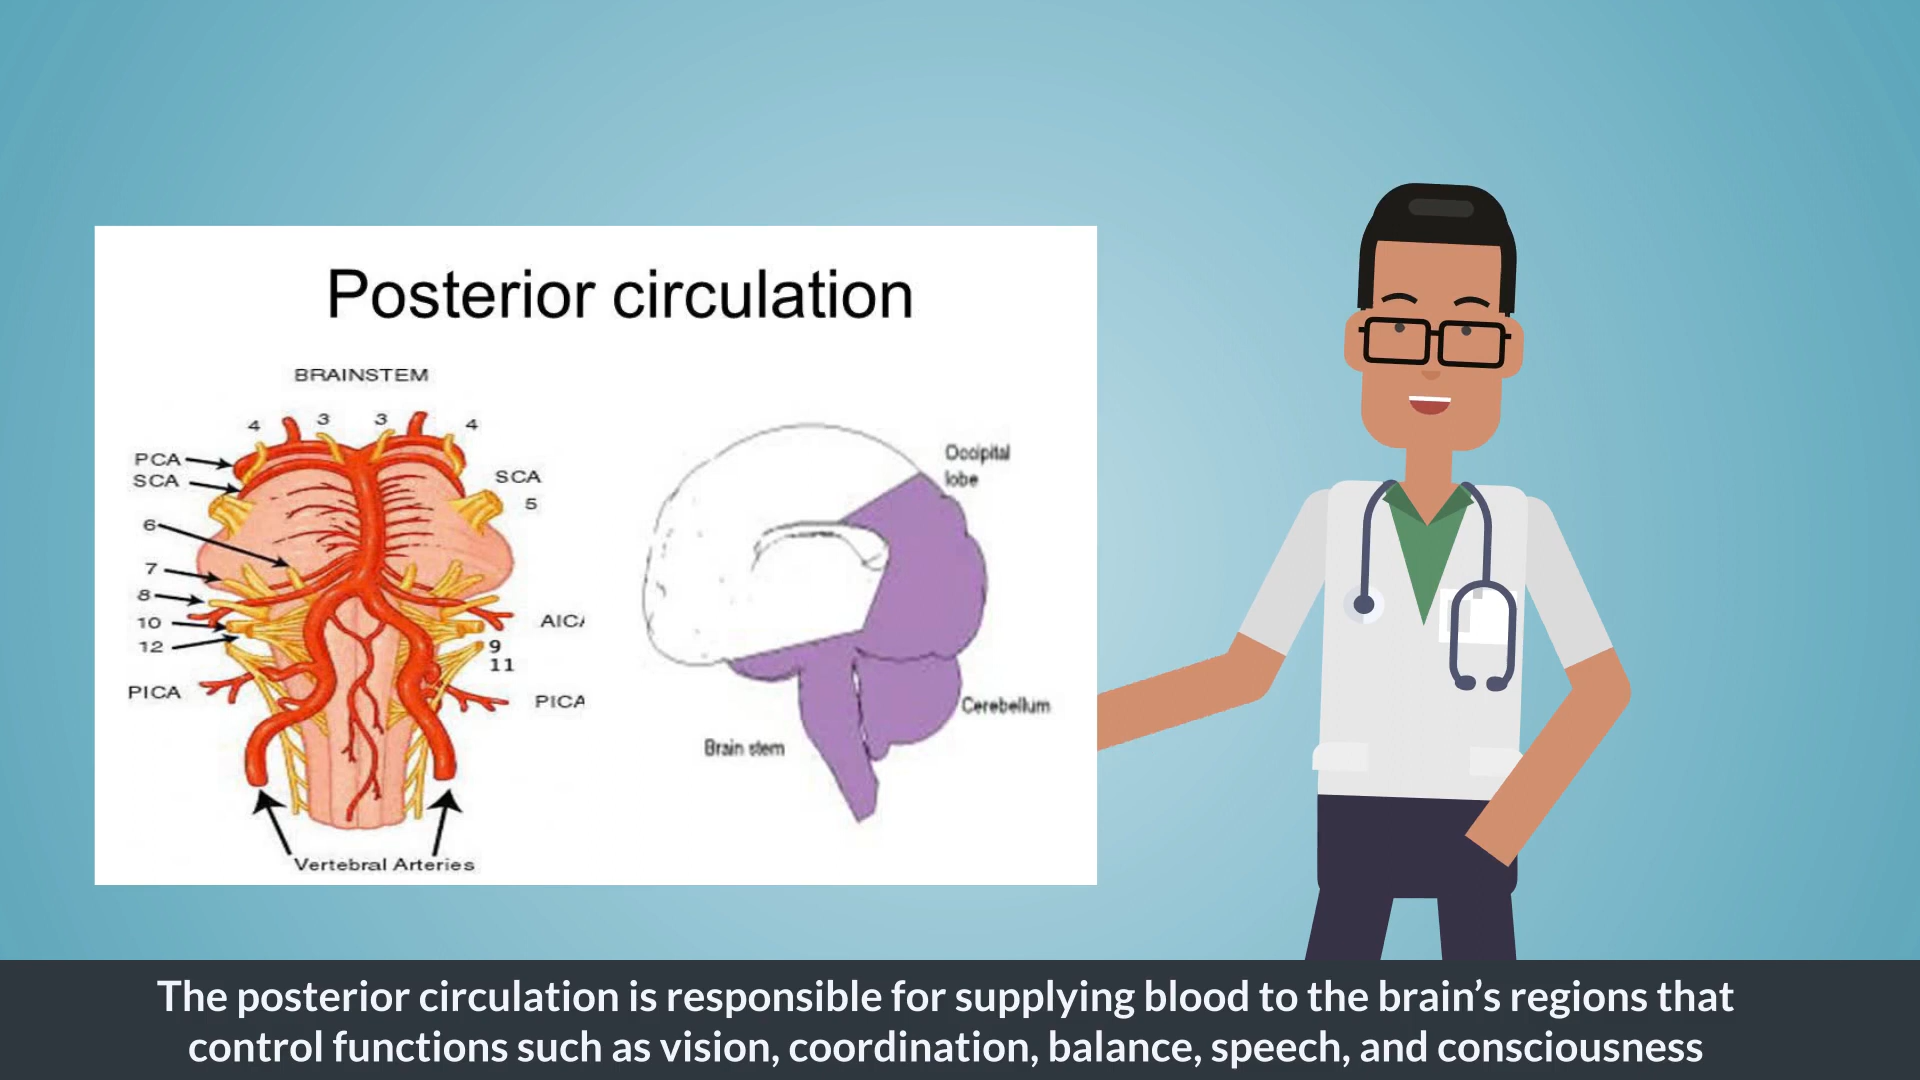 Posterior circulation
BRAINSTEM
4 3 3 4
PCA
SCA
SCA
5
6
7
8
10
12
AICA
9
11
PICA
PICA
Vertebral Arteries
Occipital
lobe
Cerebellum
Brain stem
The posterior circulation is responsible for supplying blood to the brain’s regions that
control functions such as vision, coordination, balance, speech, and consciousness